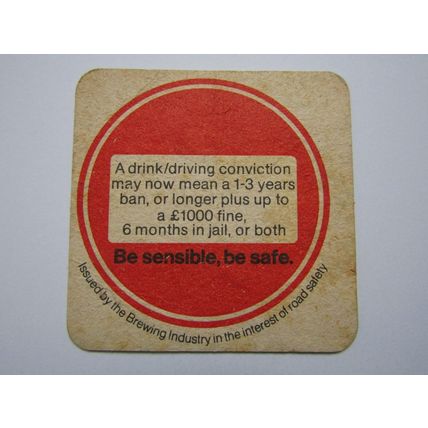 A drink/driving conviction
may now mean a 1-3 years
ban, or longer plus up to
a £1000 fine,
6 months in jail, or both
Be sensible, be safe.
Issued by the Brewing Industry in the interest of road safety